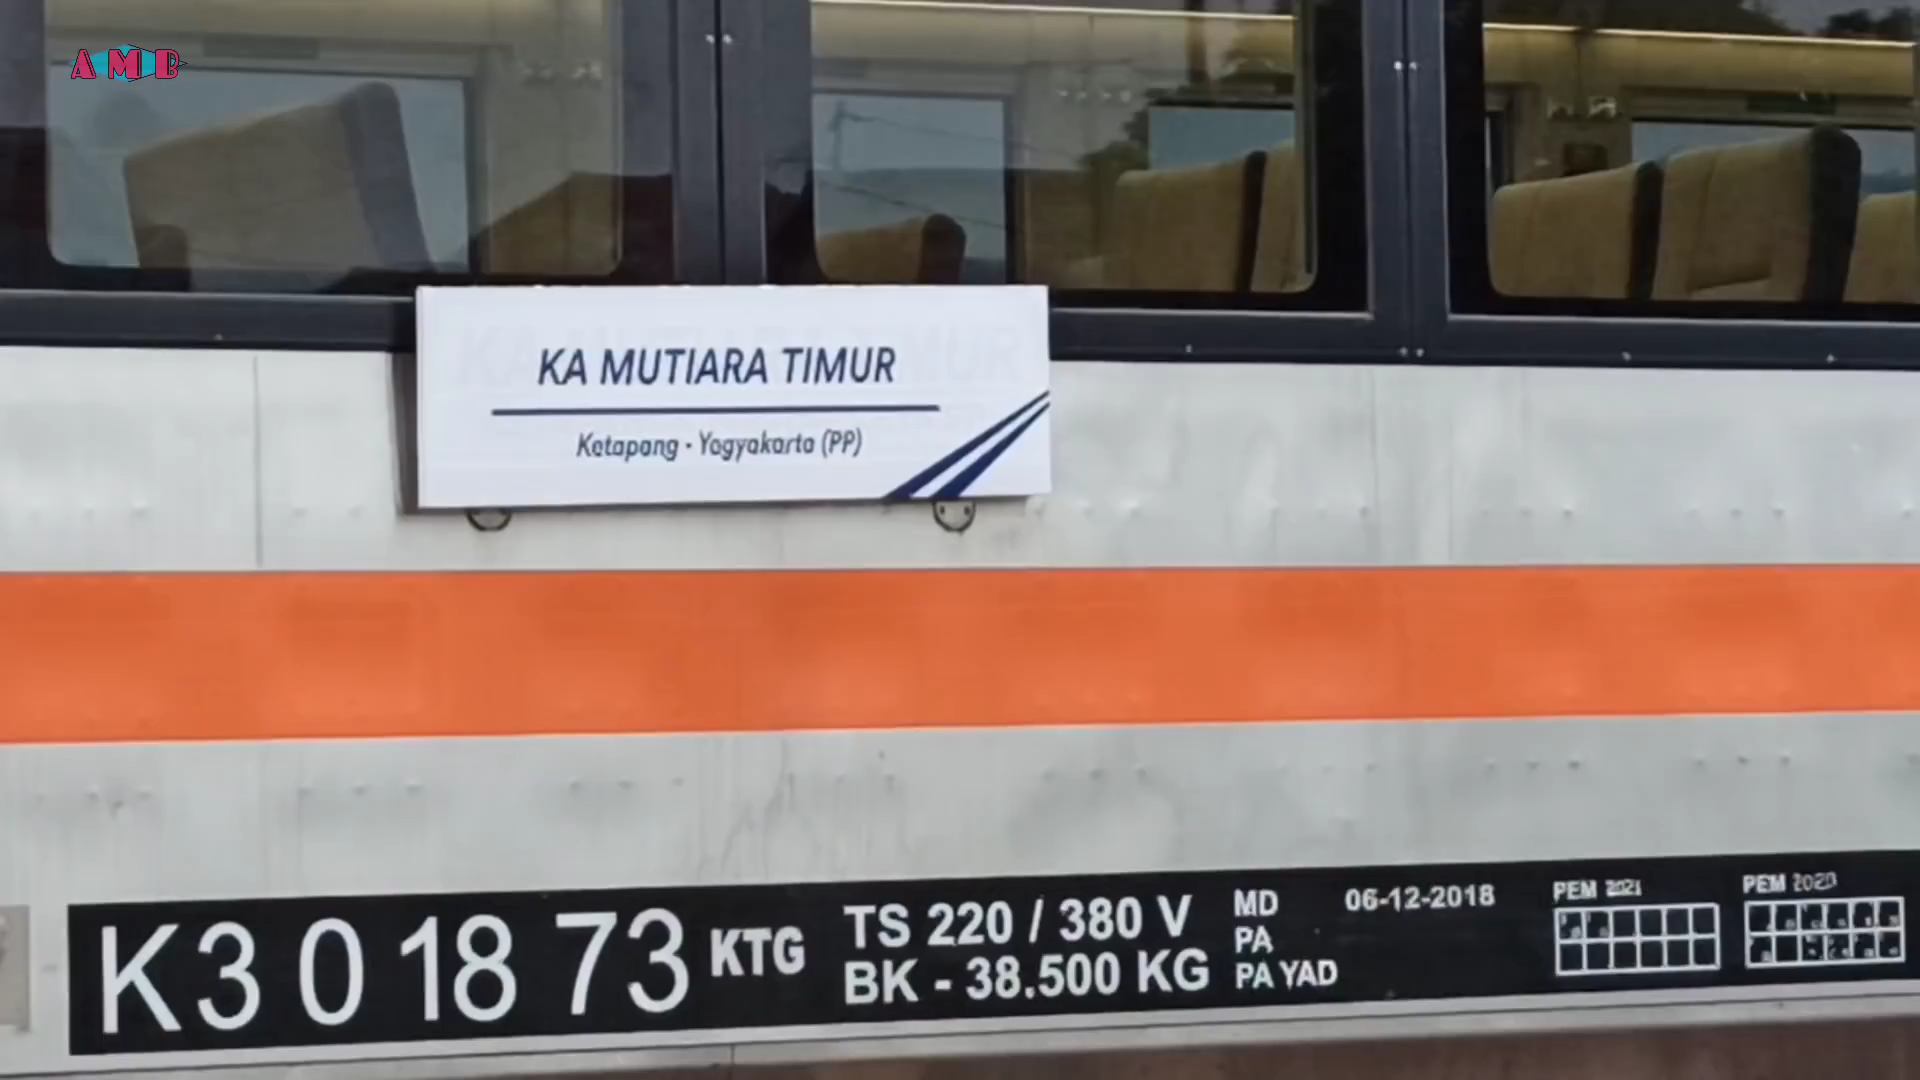 AMB
KA MUTIARA TIMUR
Ketapang - Yogyakarta (PP)
K3 0 18 73 KTG
TS 220 / 380 V
BK - 38.500 KG
MD 06-12-2018
PA
PA YAD
PEM 2021
PEM 2020